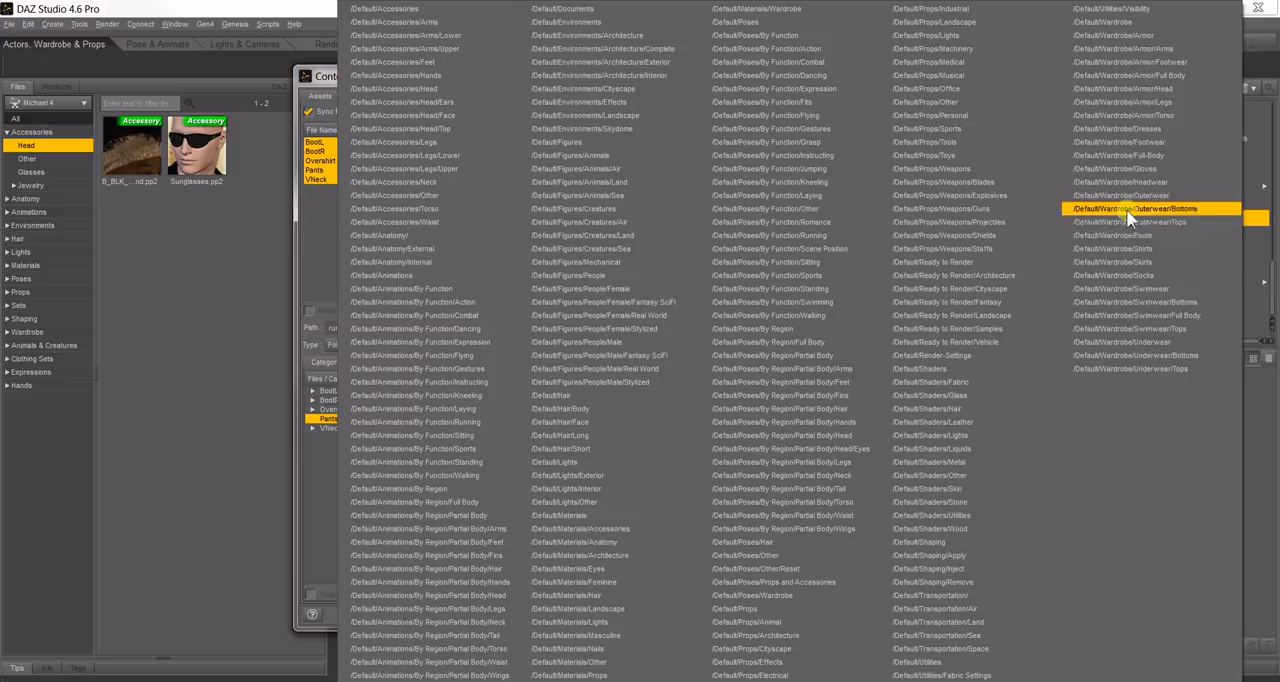 DAZ Studio 4.6 Pro
File Edit Create Tools Render Connect Window Gen4 Genesis Scripts Help
Actors, Wardrobe & Props Pose & Animate Lights & Cameras
Files Products DAZ
Michael 4 Enter text to filter by 1 - 2
All
Accessories
Head
Other
Glasses
Jewelry
Anatomy
Animations
Environments
Hair
Lights
Materials
Poses
Props
Sets
Shaping
Wardrobe
Animals & Creatures
Clothing Sets
Expressions
Hands
Accessory Accessory
B_BLK_...nd.pp2 Sunglasses.pp2
Tips Info Tags
Assets
File Name
BootL
BootR
Overshirt
Pants
VNeck
Path :
Type :
Files / Ca
BootL
BootR
Overs
Pants
VNec
/Default/Accessories
/Default/Accessories/Arms
/Default/Accessories/Arms/Lower
/Default/Accessories/Arms/Upper
/Default/Accessories/Feet
/Default/Accessories/Hands
/Default/Accessories/Head
/Default/Accessories/Head/Ears
/Default/Accessories/Head/Face
/Default/Accessories/Head/Top
/Default/Accessories/Legs
/Default/Accessories/Legs/Lower
/Default/Accessories/Legs/Upper
/Default/Accessories/Neck
/Default/Accessories/Other
/Default/Accessories/Torso
/Default/Accessories/Waist
/Default/Anatomy/
/Default/Anatomy/External
/Default/Anatomy/Internal
/Default/Animations
/Default/Animations/By Function
/Default/Animations/By Function/Action
/Default/Animations/By Function/Combat
/Default/Animations/By Function/Dancing
/Default/Animations/By Function/Expression
/Default/Animations/By Function/Flying
/Default/Animations/By Function/Gestures
/Default/Animations/By Function/Instructing
/Default/Animations/By Function/Kneeling
/Default/Animations/By Function/Laying
/Default/Animations/By Function/Running
/Default/Animations/By Function/Sitting
/Default/Animations/By Function/Sports
/Default/Animations/By Function/Standing
/Default/Animations/By Function/Walking
/Default/Animations/By Region
/Default/Animations/By Region/Full Body
/Default/Animations/By Region/Partial Body
/Default/Animations/By Region/Partial Body/Arms
/Default/Animations/By Region/Partial Body/Feet
/Default/Animations/By Region/Partial Body/Fins
/Default/Animations/By Region/Partial Body/Hair
/Default/Animations/By Region/Partial Body/Hands
/Default/Animations/By Region/Partial Body/Head
/Default/Animations/By Region/Partial Body/Legs
/Default/Animations/By Region/Partial Body/Neck
/Default/Animations/By Region/Partial Body/Tail
/Default/Animations/By Region/Partial Body/Torso
/Default/Animations/By Region/Partial Body/Waist
/Default/Animations/By Region/Partial Body/Wings
/Default/Documents
/Default/Environments
/Default/Environments/Architecture
/Default/Environments/Architecture/Complete
/Default/Environments/Architecture/Exterior
/Default/Environments/Architecture/Interior
/Default/Environments/Cityscape
/Default/Environments/Effects
/Default/Environments/Landscape
/Default/Environments/Skydome
/Default/Figures
/Default/Figures/Animals
/Default/Figures/Animals/Air
/Default/Figures/Animals/Land
/Default/Figures/Animals/Sea
/Default/Figures/Creatures
/Default/Figures/Creatures/Air
/Default/Figures/Creatures/Land
/Default/Figures/Creatures/Sea
/Default/Figures/Mechanical
/Default/Figures/People
/Default/Figures/People/Female
/Default/Figures/People/Female/Fantasy SciFi
/Default/Figures/People/Female/Real World
/Default/Figures/People/Female/Stylized
/Default/Figures/People/Male
/Default/Figures/People/Male/Fantasy SciFi
/Default/Figures/People/Male/Real World
/Default/Figures/People/Male/Stylized
/Default/Hair
/Default/Hair/Body
/Default/Hair/Face
/Default/Hair/Long
/Default/Hair/Short
/Default/Lights
/Default/Lights/Exterior
/Default/Lights/Interior
/Default/Lights/Other
/Default/Materials
/Default/Materials/Accessories
/Default/Materials/Anatomy
/Default/Materials/Architecture
/Default/Materials/Eyes
/Default/Materials/Feminine
/Default/Materials/Hair
/Default/Materials/Landscape
/Default/Materials/Lights
/Default/Materials/Masculine
/Default/Materials/Nails
/Default/Materials/Other
/Default/Materials/Props
/Default/Materials/Wardrobe
/Default/Poses
/Default/Poses/By Function
/Default/Poses/By Function/Action
/Default/Poses/By Function/Combat
/Default/Poses/By Function/Dancing
/Default/Poses/By Function/Expression
/Default/Poses/By Function/Fits
/Default/Poses/By Function/Flying
/Default/Poses/By Function/Gestures
/Default/Poses/By Function/Grasp
/Default/Poses/By Function/Instructing
/Default/Poses/By Function/Jumping
/Default/Poses/By Function/Kneeling
/Default/Poses/By Function/Laying
/Default/Poses/By Function/Other
/Default/Poses/By Function/Romance
/Default/Poses/By Function/Running
/Default/Poses/By Function/Scene Position
/Default/Poses/By Function/Sitting
/Default/Poses/By Function/Sports
/Default/Poses/By Function/Standing
/Default/Poses/By Function/Swimming
/Default/Poses/By Function/Walking
/Default/Poses/By Region
/Default/Poses/By Region/Full Body
/Default/Poses/By Region/Partial Body
/Default/Poses/By Region/Partial Body/Arms
/Default/Poses/By Region/Partial Body/Feet
/Default/Poses/By Region/Partial Body/Fins
/Default/Poses/By Region/Partial Body/Hair
/Default/Poses/By Region/Partial Body/Hands
/Default/Poses/By Region/Partial Body/Head
/Default/Poses/By Region/Partial Body/Head/Eyes
/Default/Poses/By Region/Partial Body/Legs
/Default/Poses/By Region/Partial Body/Neck
/Default/Poses/By Region/Partial Body/Tail
/Default/Poses/By Region/Partial Body/Torso
/Default/Poses/By Region/Partial Body/Waist
/Default/Poses/By Region/Partial Body/Wings
/Default/Poses/Hair
/Default/Poses/Other
/Default/Poses/Other/Reset
/Default/Poses/Props and Accessories
/Default/Poses/Wardrobe
/Default/Props
/Default/Props/Animal
/Default/Props/Architecture
/Default/Props/Cityscape
/Default/Props/Effects
/Default/Props/Electrical
/Default/Props/Industrial
/Default/Props/Landscape
/Default/Props/Lights
/Default/Props/Machinery
/Default/Props/Medical
/Default/Props/Musical
/Default/Props/Office
/Default/Props/Other
/Default/Props/Personal
/Default/Props/Sports
/Default/Props/Tools
/Default/Props/Toys
/Default/Props/Weapons
/Default/Props/Weapons/Blades
/Default/Props/Weapons/Explosives
/Default/Props/Weapons/Guns
/Default/Props/Weapons/Projectiles
/Default/Props/Weapons/Shields
/Default/Props/Weapons/Staffs
/Default/Ready to Render
/Default/Ready to Render/Architecture
/Default/Ready to Render/Cityscape
/Default/Ready to Render/Fantasy
/Default/Ready to Render/Landscape
/Default/Ready to Render/Samples
/Default/Ready to Render/Vehicle
/Default/Render-Settings
/Default/Shaders
/Default/Shaders/Fabric
/Default/Shaders/Glass
/Default/Shaders/Hair
/Default/Shaders/Leather
/Default/Shaders/Lights
/Default/Shaders/Liquids
/Default/Shaders/Metal
/Default/Shaders/Other
/Default/Shaders/Skin
/Default/Shaders/Stone
/Default/Shaders/Utilities
/Default/Shaders/Wood
/Default/Shaping
/Default/Shaping/Apply
/Default/Shaping/Inject
/Default/Shaping/Remove
/Default/Transportation/
/Default/Transportation/Air
/Default/Transportation/Land
/Default/Transportation/Sea
/Default/Transportation/Space
/Default/Utilities
/Default/Utilities/Fabric Settings
/Default/Utilities/Visibility
/Default/Wardrobe
/Default/Wardrobe/Armor
/Default/Wardrobe/Armor/Arms
/Default/Wardrobe/Armor/Footwear
/Default/Wardrobe/Armor/Full Body
/Default/Wardrobe/Armor/Head
/Default/Wardrobe/Armor/Legs
/Default/Wardrobe/Armor/Torso
/Default/Wardrobe/Dresses
/Default/Wardrobe/Footwear
/Default/Wardrobe/Full-Body
/Default/Wardrobe/Gloves
/Default/Wardrobe/Headwear
/Default/Wardrobe/Outerwear
/Default/Wardrobe/Outerwear/Bottoms
/Default/Wardrobe/Outerwear/Tops
/Default/Wardrobe/Pants
/Default/Wardrobe/Shirts
/Default/Wardrobe/Skirts
/Default/Wardrobe/Socks
/Default/Wardrobe/Swimwear
/Default/Wardrobe/Swimwear/Bottoms
/Default/Wardrobe/Swimwear/Full Body
/Default/Wardrobe/Swimwear/Tops
/Default/Wardrobe/Underwear
/Default/Wardrobe/Underwear/Bottoms
/Default/Wardrobe/Underwear/Tops